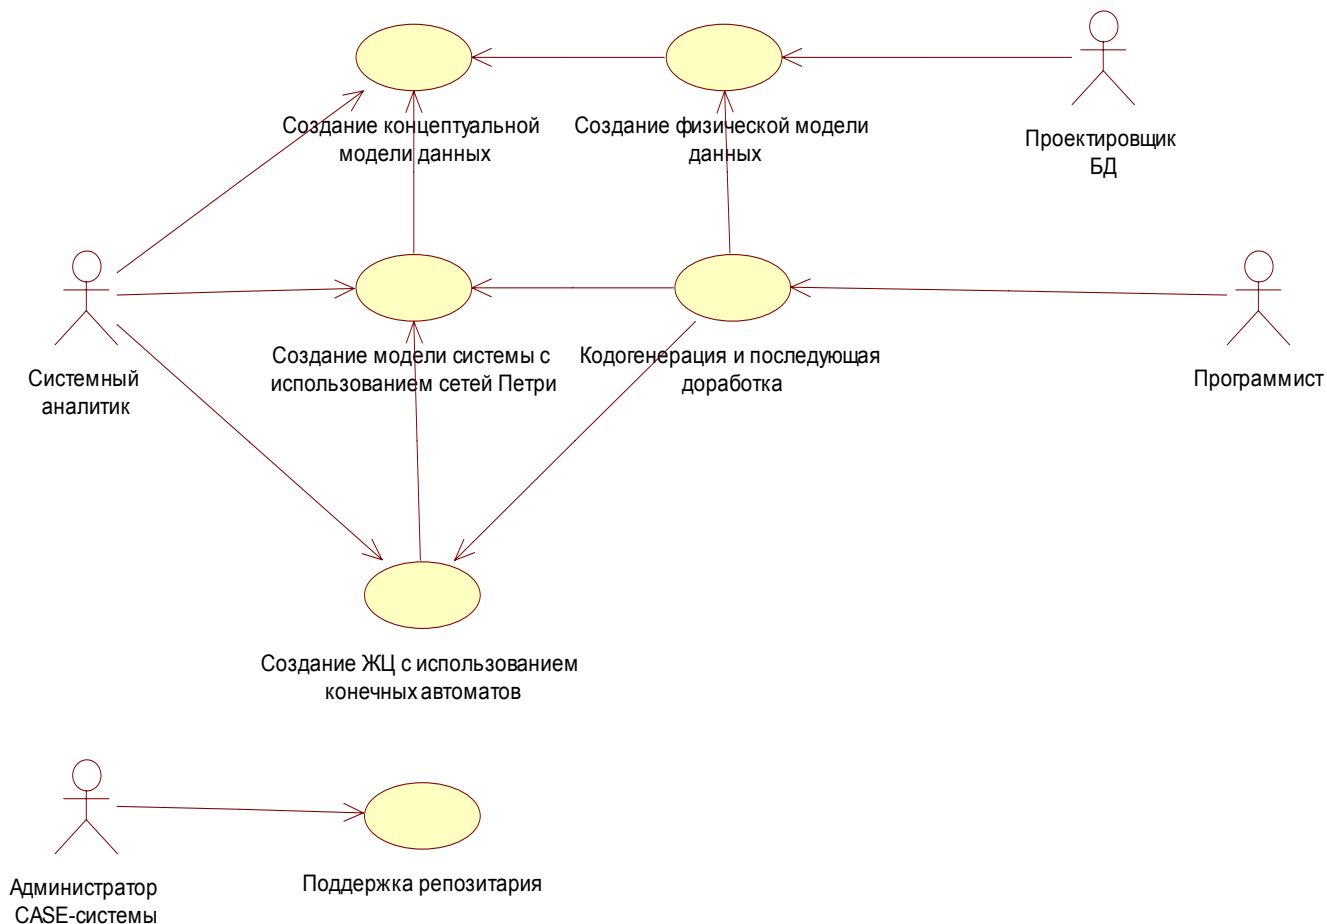 Создание концептуальной
модели данных
Создание физической модели
данных
Проектировщик
БД
Системный
аналитик
Создание модели системы с
использованием сетей Петри
Кодогенерация и последующая
доработка
Программист
Создание ЖЦ с использованием
конечных автоматов
Администратор
CASE-системы
Поддержка репозитария